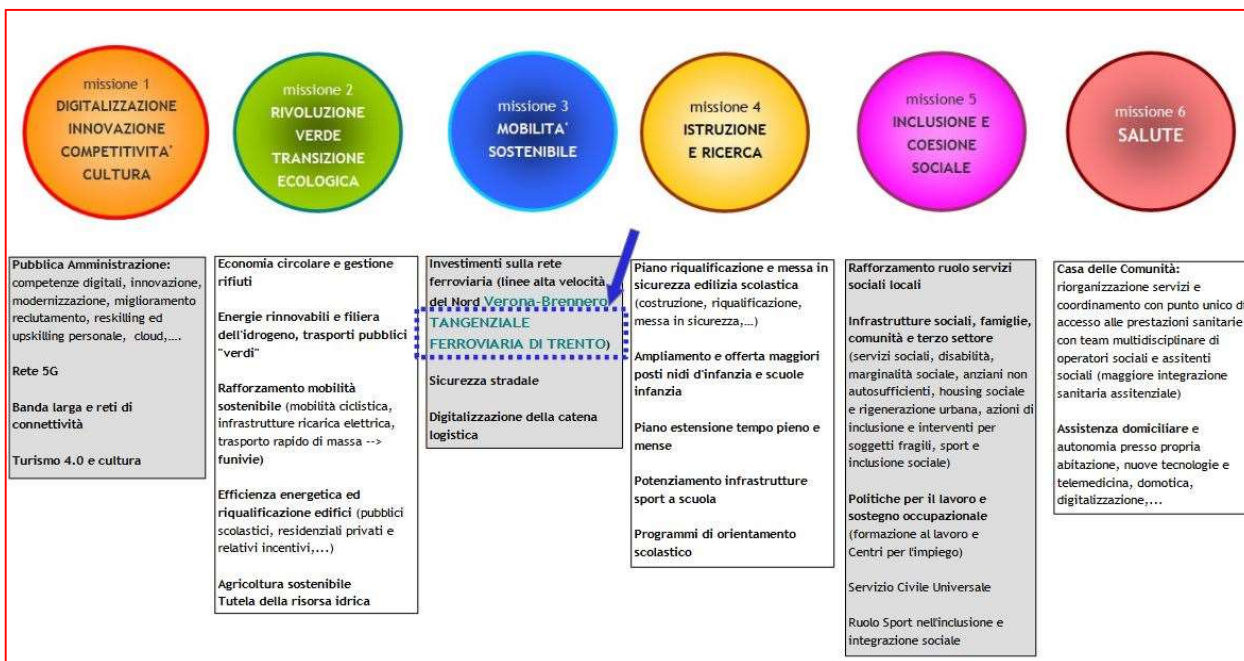 missione 1
DIGITALIZZAZIONE
INNOVAZIONE
COMPETITIVITA'
CULTURA
missione 2
RIVOLUZIONE
VERDE
TRANSIZIONE
ECOLOGICA
missione 3
MOBILITA'
SOSTENIBILE
missione 4
ISTRUZIONE
E RICERCA
missione 5
INCLUSIONE E
COESIONE
SOCIALE
missione 6
SALUTE
Pubblica Amministrazione:
competenze digitali, innovazione,
modernizzazione, miglioramento
reclutamento, reskilling ed
upskilling personale, cloud,....
Rete 5G
Banda larga e reti di
connettività
Turismo 4.0 e cultura
Economia circolare e gestione
rifiuti
Energie rinnovabili e filiera
dell'idrogeno, trasporti pubblici
"verdi"
Rafforzamento mobilità
sostenibile (mobilità ciclistica,
infrastrutture ricarica elettrica,
trasporto rapido di massa -->
funivie)
Efficienza energetica ed
riqualificazione edifici (pubblici
scolastici, residenziali privati e
relativi incentivi,...)
Agricoltura sostenibile
Tutela della risorsa idrica
Investimenti sulla rete
ferroviaria (linee alta velocità
del Nord Verona-Brennero
TANGENZIALE
FERROVIARIA DI TRENTO)
Sicurezza stradale
Digitalizzazione della catena
logistica
Piano riqualificazione e messa in
sicurezza edilizia scolastica
(costruzione, riqualificazione,
messa in sicurezza,...)
Ampliamento e offerta maggiori
posti nidi d'infanzia e scuole
infanzia
Piano estensione tempo pieno e
mense
Potenziamento infrastrutture
sport a scuola
Programmi di orientamento
scolastico
Rafforzamento ruolo servizi
sociali locali
Infrastrutture sociali, famiglie,
comunità e terzo settore
(servizi sociali, disabilità,
marginalità sociale, anziani non
autosufficienti, housing sociale
e rigenerazione urbana, azioni di
inclusione e interventi per
soggetti fragili, sport e
inclusione sociale)
Politiche per il lavoro e
sostegno occupazionale
(formazione al lavoro e
Centri per l'impiego)
Servizio Civile Universale
Ruolo Sport nell'inclusione e
integrazione sociale
Casa delle Comunità:
riorganizzazione servizi e
coordinamento con punto unico di
accesso alle prestazioni sanitarie
con team multidisciplinare di
operatori sociali e assitenti
sociali (maggiore integrazione
sanitaria assitenziale)
Assistenza domiciliare e
autonomia presso propria
abitazione, nuove tecnologie e
telemedicina, domotica,
digitalizzazione,...